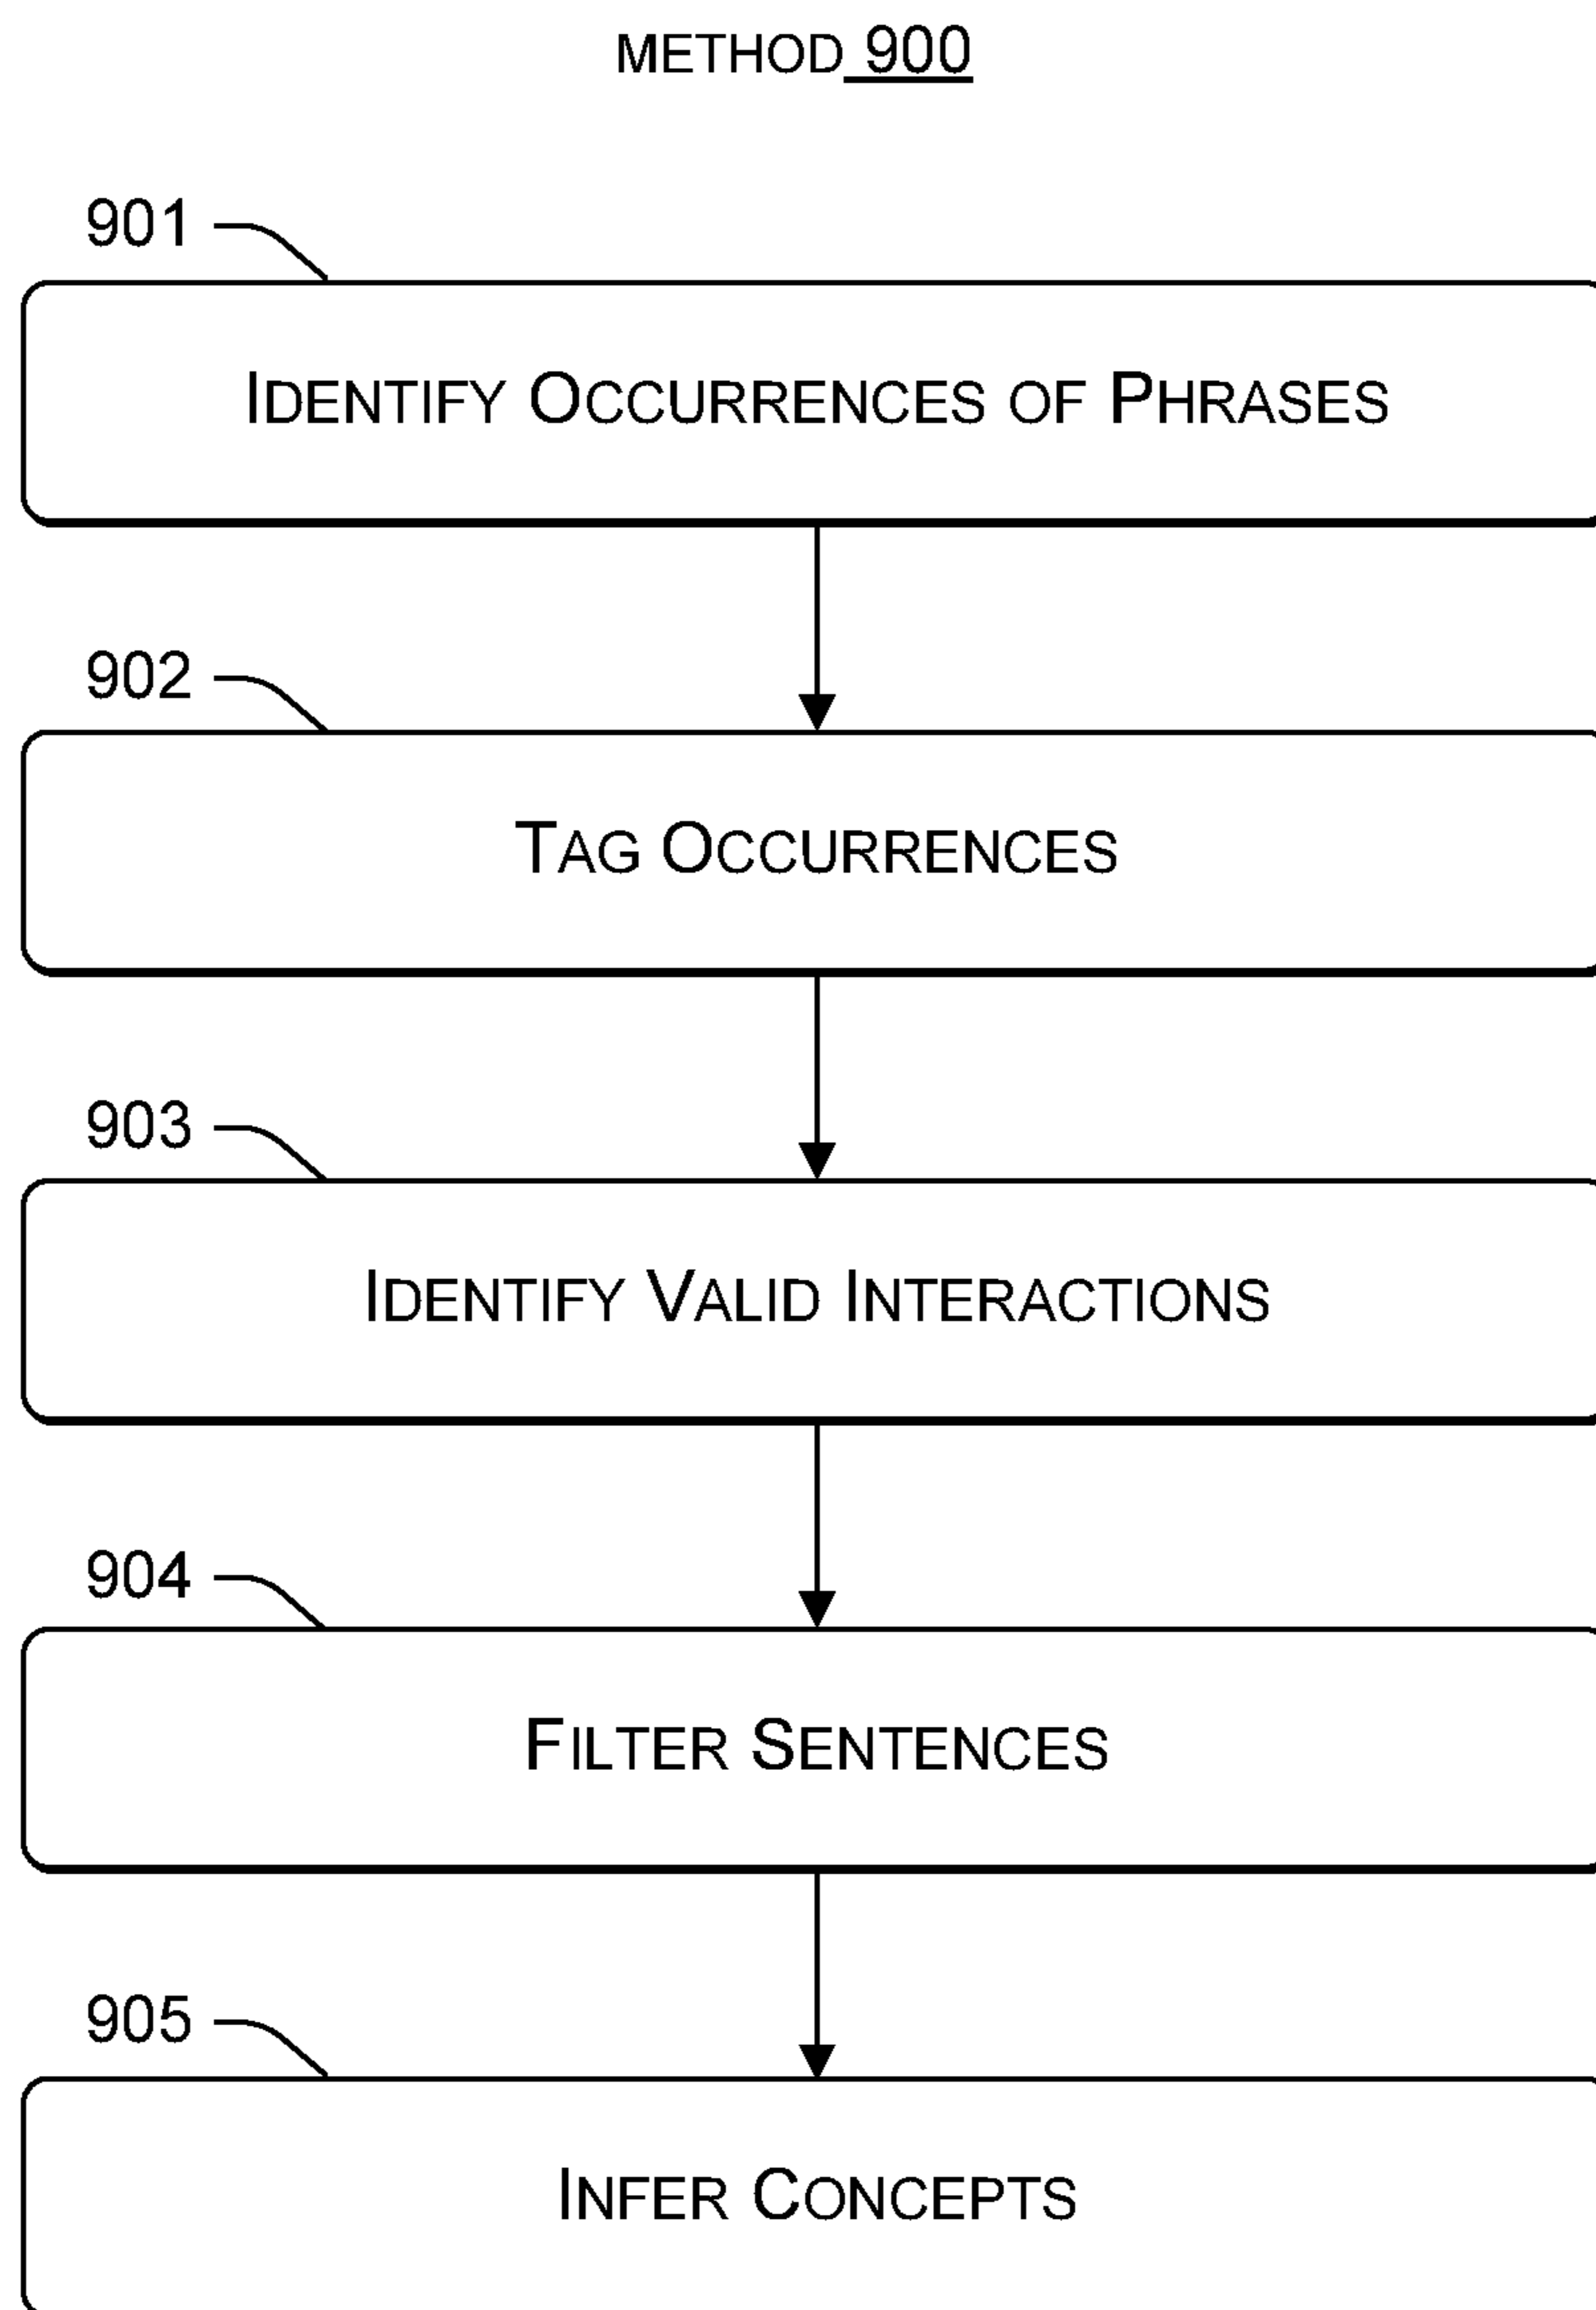 METHOD 900
901
IDENTIFY OCCURRENCES OF PHRASES
902
TAG OCCURRENCES
903
IDENTIFY VALID INTERACTIONS
904
FILTER SENTENCES
905
INFER CONCEPTS